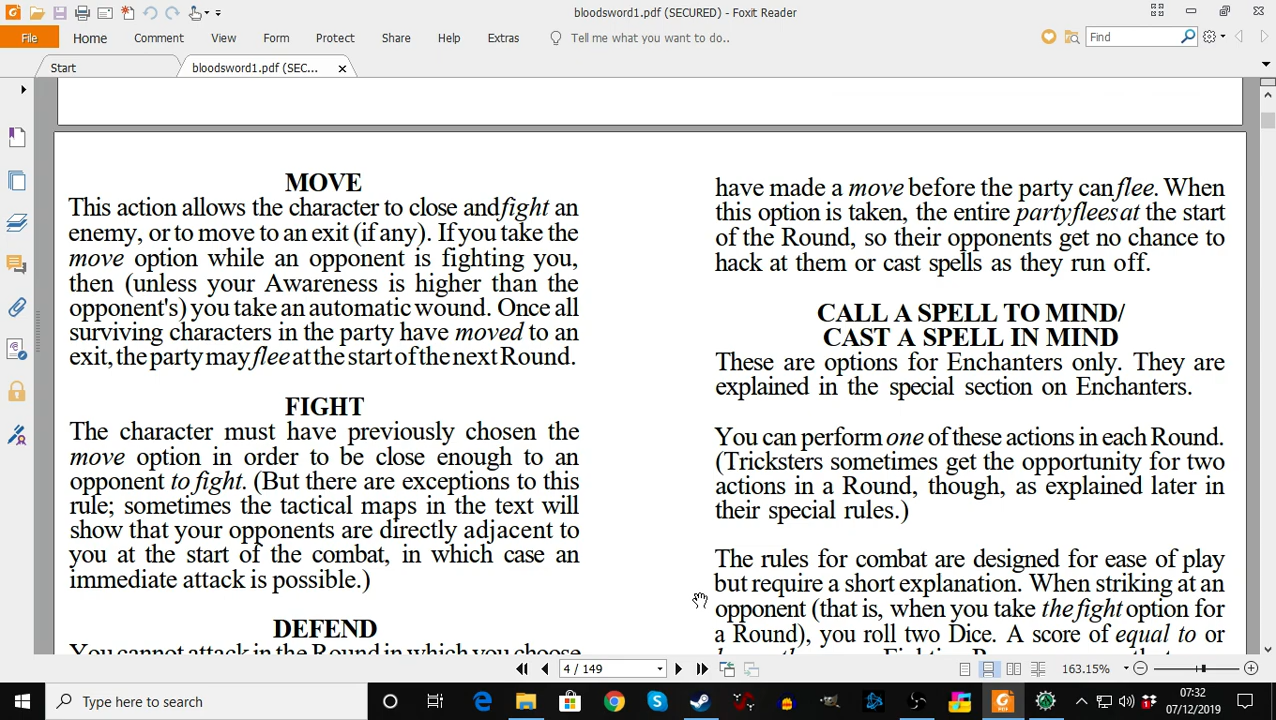 bloodsword1.pdf (SECURED) - Foxit Reader
File Home Comment View Form Protect Share Help Extras Tell me what you want to do.. Find
Start bloodsword1.pdf (SEC...
MOVE
This action allows the character to close and fight an
enemy, or to move to an exit (if any). If you take the
move option while an opponent is fighting you,
then (unless your Awareness is higher than the
opponent's) you take an automatic wound. Once all
surviving characters in the party have moved to an
exit, the party may flee at the start of the next Round.
FIGHT
The character must have previously chosen the
move option in order to be close enough to an
opponent to fight. (But there are exceptions to this
rule; sometimes the tactical maps in the text will
show that your opponents are directly adjacent to
you at the start of the combat, in which case an
immediate attack is possible.)
DEFEND
You cannot attack in the Round in which you choose
have made a move before the party can flee. When
this option is taken, the entire party flees at the start
of the Round, so their opponents get no chance to
hack at them or cast spells as they run off.
CALL A SPELL TO MIND/
CAST A SPELL IN MIND
These are options for Enchanters only. They are
explained in the special section on Enchanters.
You can perform one of these actions in each Round.
(Tricksters sometimes get the opportunity for two
actions in a Round, though, as explained later in
their special rules.)
The rules for combat are designed for ease of play
but require a short explanation. When striking at an
opponent (that is, when you take the fight option for
a Round), you roll two Dice. A score of equal to or
4 / 149 163.15%
Type here to search
07:32
07/12/2019